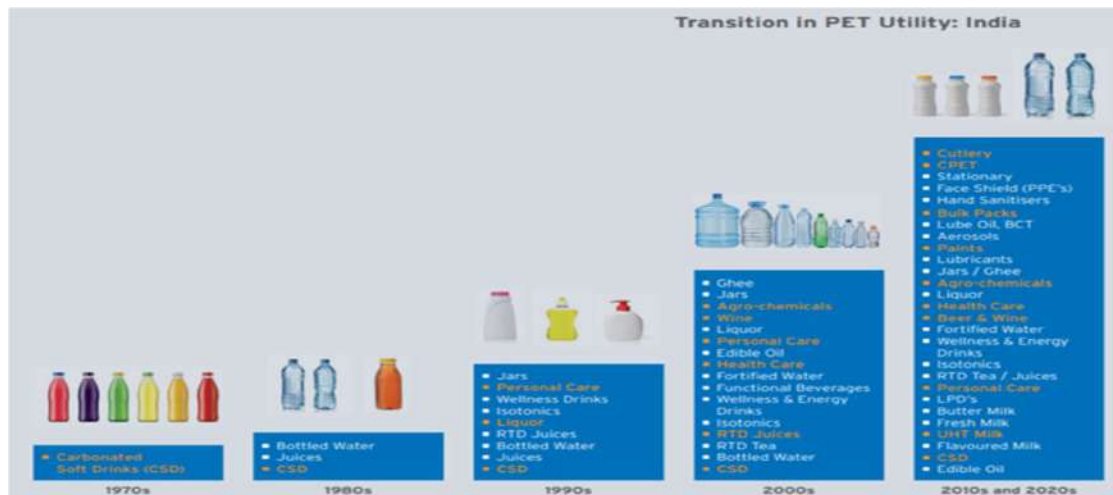 Transition in PET Utility: India
Carbonated
Soft Drinks (CSD)
1970s
Bottled Water
Juices
CSD
1980s
Jars
Personal Care
Wellness Drinks
Isotonics
Liquor
RTD Juices
Bottled Water
Juices
CSD
1990s
Ghee
Jars
Agro-chemicals
Wine
Liquor
Personal Care
Edible Oil
Health Care
Fortified Water
Functional Beverages
Wellness & Energy
Drinks
Isotonics
RTD Juices
RTD Tea
Bottled Water
CSD
2000s
Cutlery
CPET
Stationary
Face Shield (PPE's)
Hand Sanitisers
Bulk Packs
Lube Oil, BCT
Aerosols
Paints
Lubricants
Jars / Ghee
Agro-chemicals
Liquor
Health Care
Beer & Wine
Fortified Water
Wellness & Energy
Drinks
Isotonics
RTD Tea / Juices
Personal Care
LPD's
Butter Milk
Fresh Milk
UHT Milk
Flavoured Milk
CSD
Edible Oil
2010s and 2020s